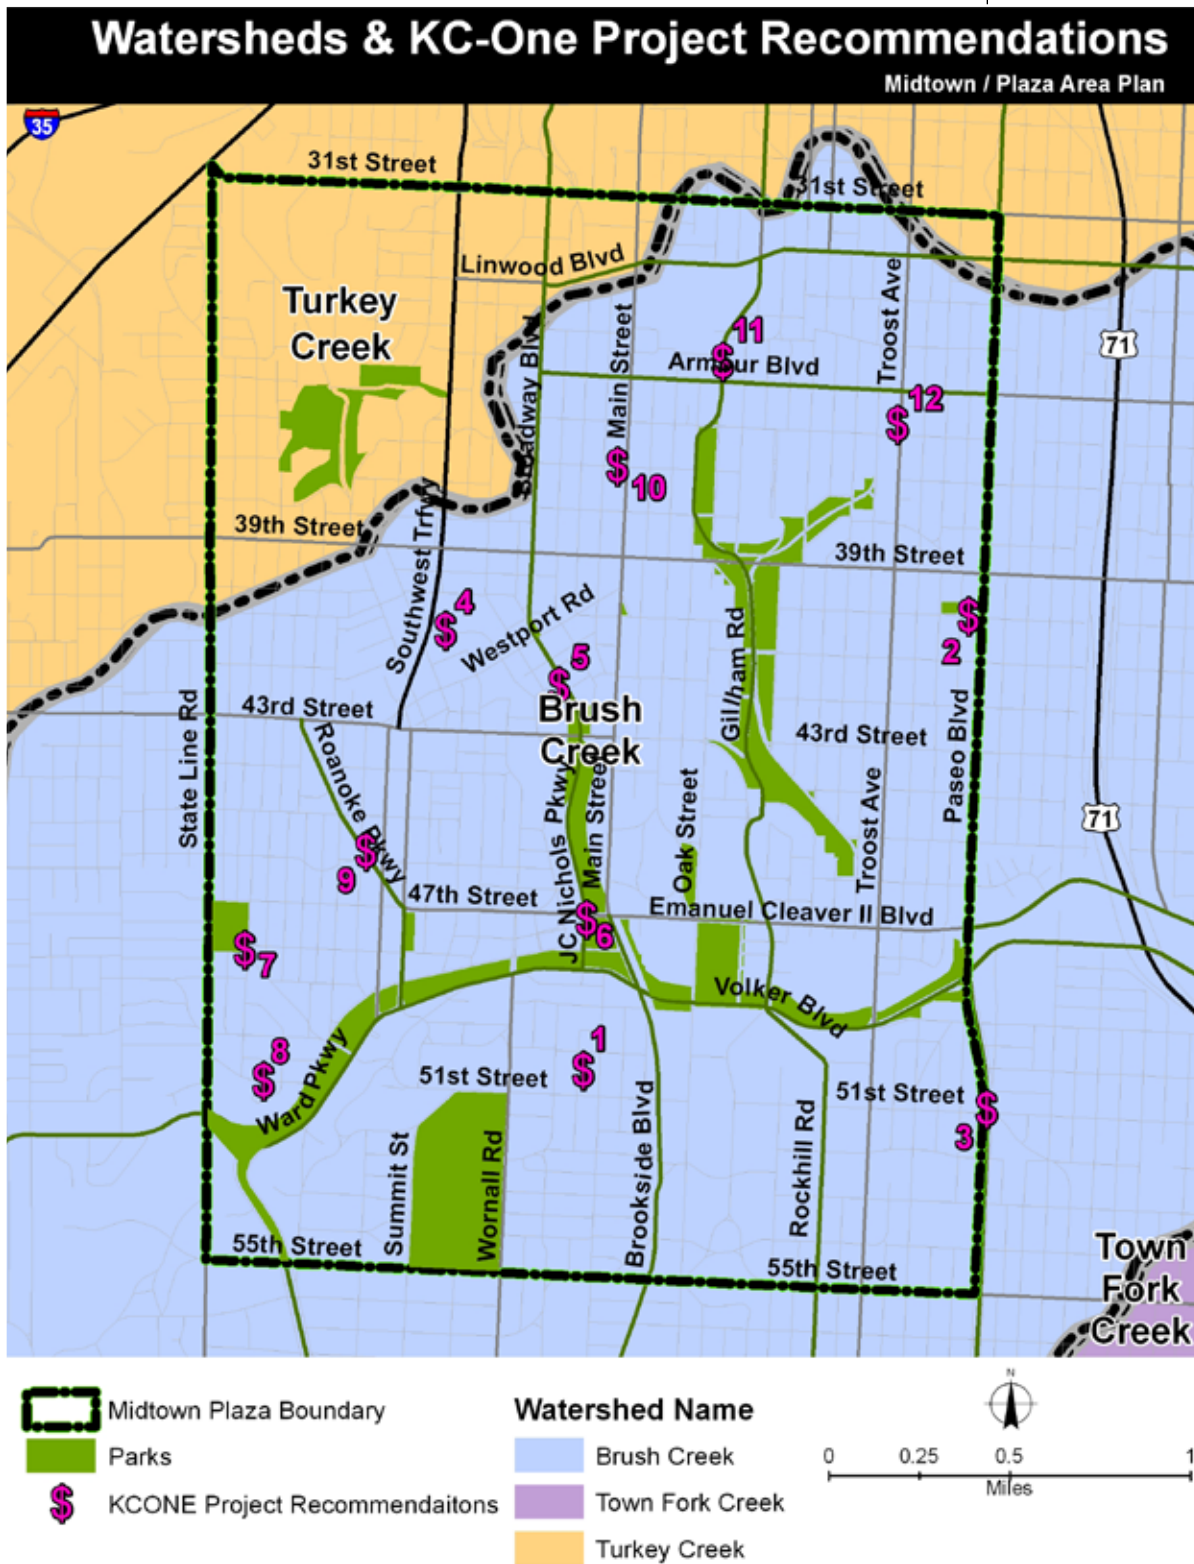 Watersheds & KC-One Project Recommendations
Midtown / Plaza Area Plan
35
31st Street
31st Street
Linwood Blvd
Turkey
Creek
Broadway Blvd
Main Street
Troost Ave
11
Armour Blvd
71
12
$
$
$
10
39th Street
39th Street
Southwest Trfwy
$
4
Westport Rd
Gillham Rd
$
2
5
$
Brush
Creek
43rd Street
43rd Street
State Line Rd
Roanoke Pkwy
JC Nichols Pkwy
Main Street
Oak Street
Troost Ave
Paseo Blvd
71
$
9
47th Street
Emanuel Cleaver II Blvd
$
6
$
7
Volker Blvd
8
$
1
$
Ward Pkwy
51st Street
51st Street
$
3
Summit St
Wornall Rd
Brookside Blvd
Rockhill Rd
55th Street
55th Street
Town
Fork
Creek
Midtown Plaza Boundary
Parks
$ KCONE Project Recommendaitons
Watershed Name
Brush Creek
Town Fork Creek
Turkey Creek
N
0 0.25 0.5 1
Miles